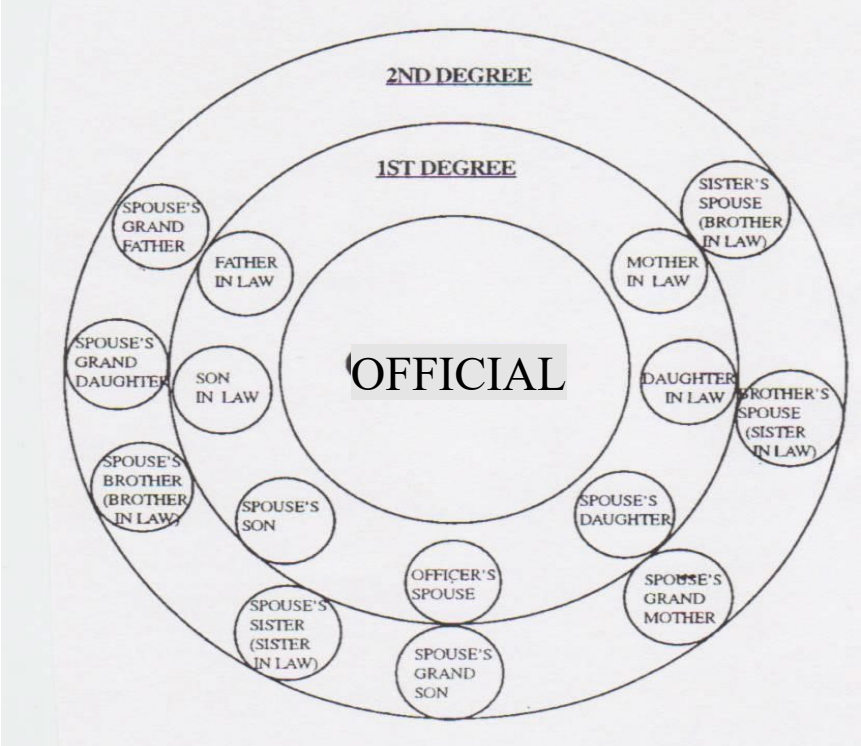 2ND DEGREE
1ST DEGREE
SISTER'S
SPOUSE
(BROTHER
IN LAW)
SPOUSE'S
GRAND
FATHER
FATHER
IN LAW
MOTHER
IN LAW
SPOUSE'S
GRAND
DAUGHTER
SON
IN LAW
OFFICIAL
DAUGHTER
IN LAW
BROTHER'S
SPOUSE
(SISTER
IN LAW)
SPOUSE'S
BROTHER
(BROTHER
IN LAW)
SPOUSE'S
SON
SPOUSE'S
DAUGHTER
OFFICER'S
SPOUSE
SPOUSE'S
GRAND
MOTHER
SPOUSE'S
SISTER
(SISTER
IN LAW)
SPOUSE'S
GRAND
SON